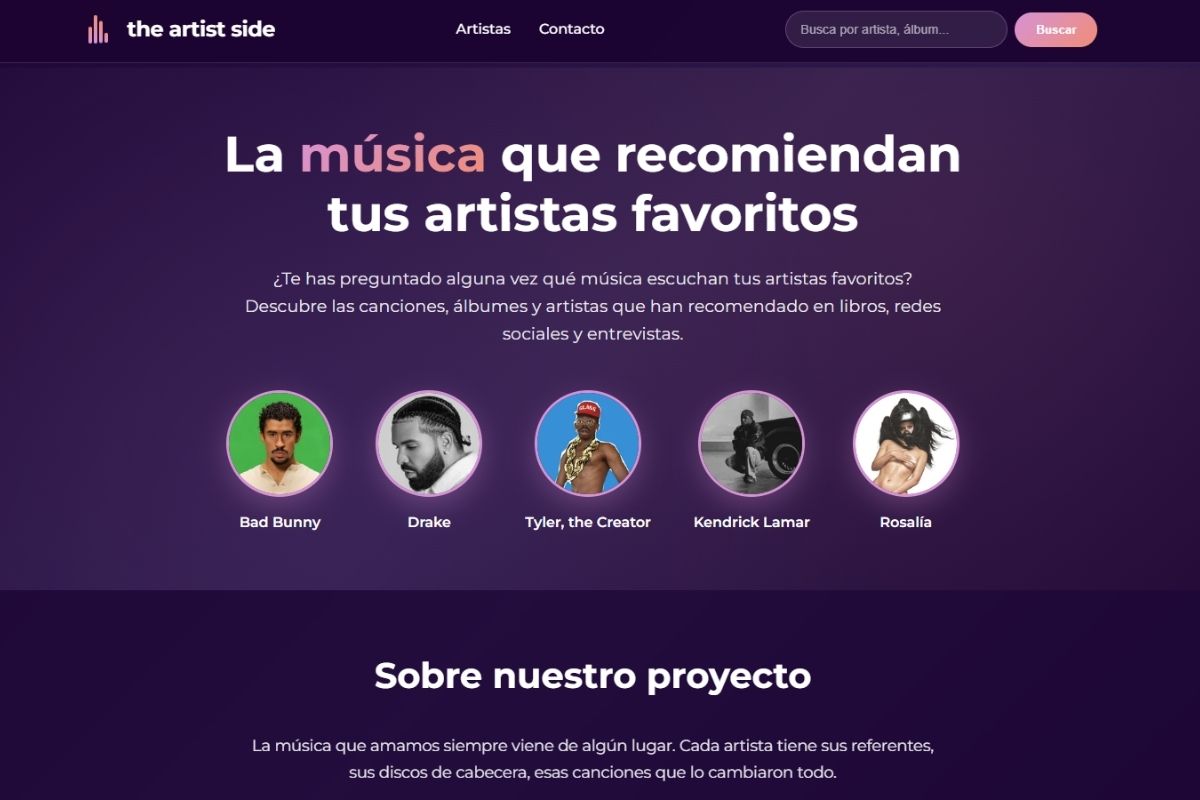 the artist side
Artistas
Contacto
Busca por artista, álbum...
Buscar
La música que recomiendan
tus artistas favoritos
¿Te has preguntado alguna vez qué música escuchan tus artistas favoritos?
Descubre las canciones, álbumes y artistas que han recomendado en libros, redes
sociales y entrevistas.
Bad Bunny
Drake
Tyler, the Creator
Kendrick Lamar
Rosalía
Sobre nuestro proyecto
La música que amamos siempre viene de algún lugar. Cada artista tiene sus referentes,
sus discos de cabecera, esas canciones que lo cambiaron todo.